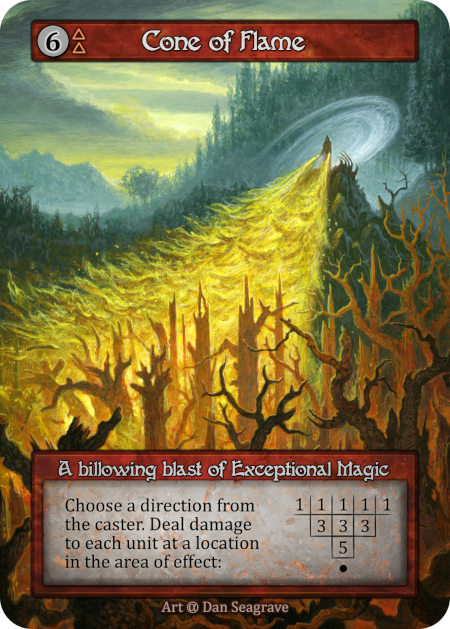 6
Cone of Flame
A billowing blast of Exceptional Magic
Choose a direction from
the caster. Deal damage
to each unit at a location
in the area of effect:
1 1 1 1 1
3 3 3
5
Art @ Dan Seagrave